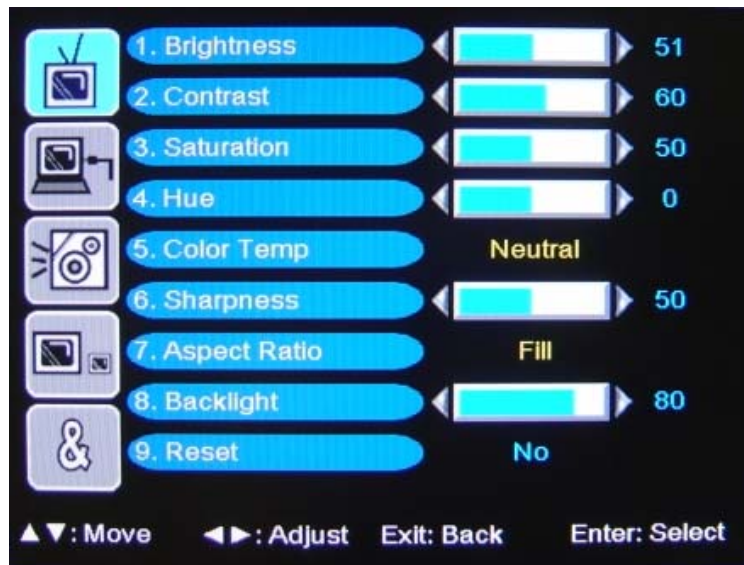 1. Brightness 51
2. Contrast 60
3. Saturation 50
4. Hue 0
5. Color Temp Neutral
6. Sharpness 50
7. Aspect Ratio Fill
8. Backlight 80
9. Reset No
&
▲▼: Move ◀▶: Adjust Exit: Back Enter: Select